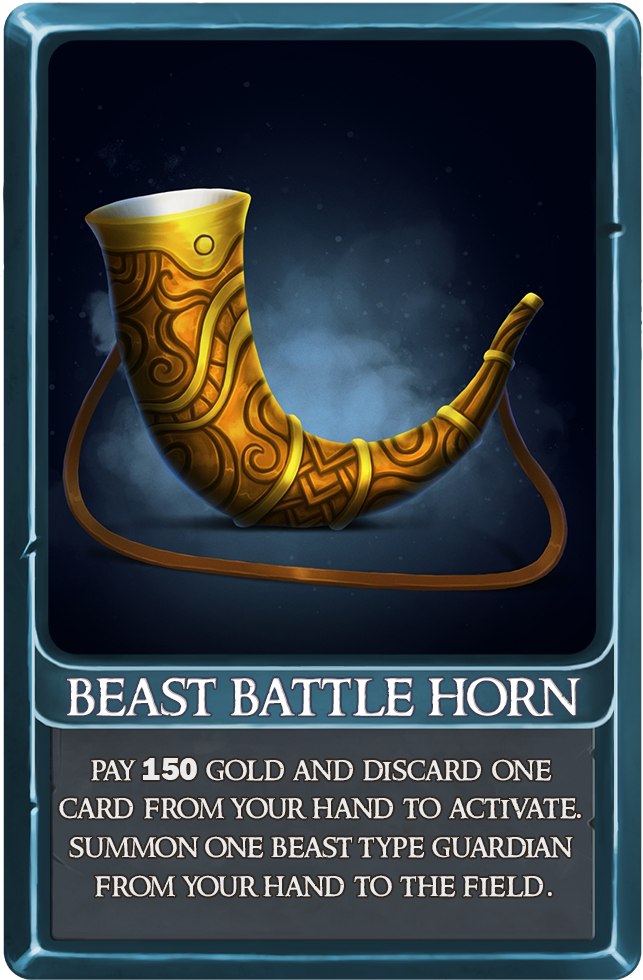 BEAST BATTLE HORN
PAY 150 GOLD AND DISCARD ONE
CARD FROM YOUR HAND TO ACTIVATE.
SUMMON ONE BEAST TYPE GUARDIAN
FROM YOUR HAND TO THE FIELD.